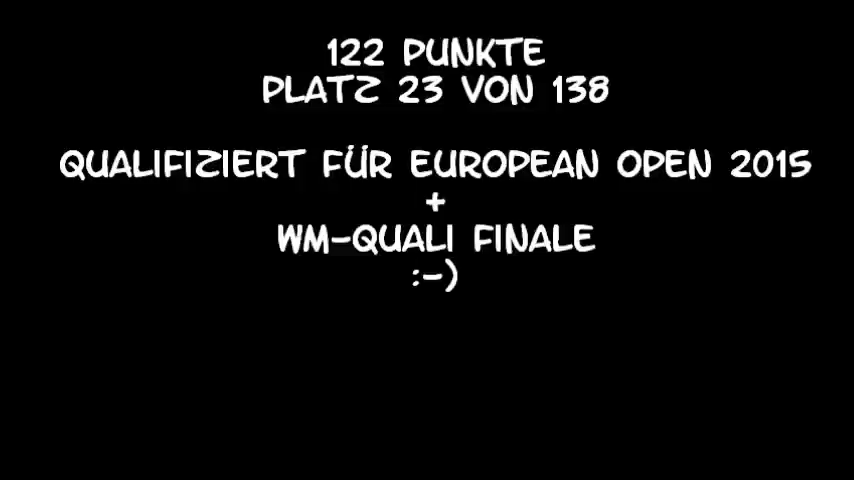 122 PUNKTE
PLATZ 23 VON 138
QUALIFIZIERT FÜR EUROPEAN OPEN 2015
+
WM-QUALI FINALE
:-)